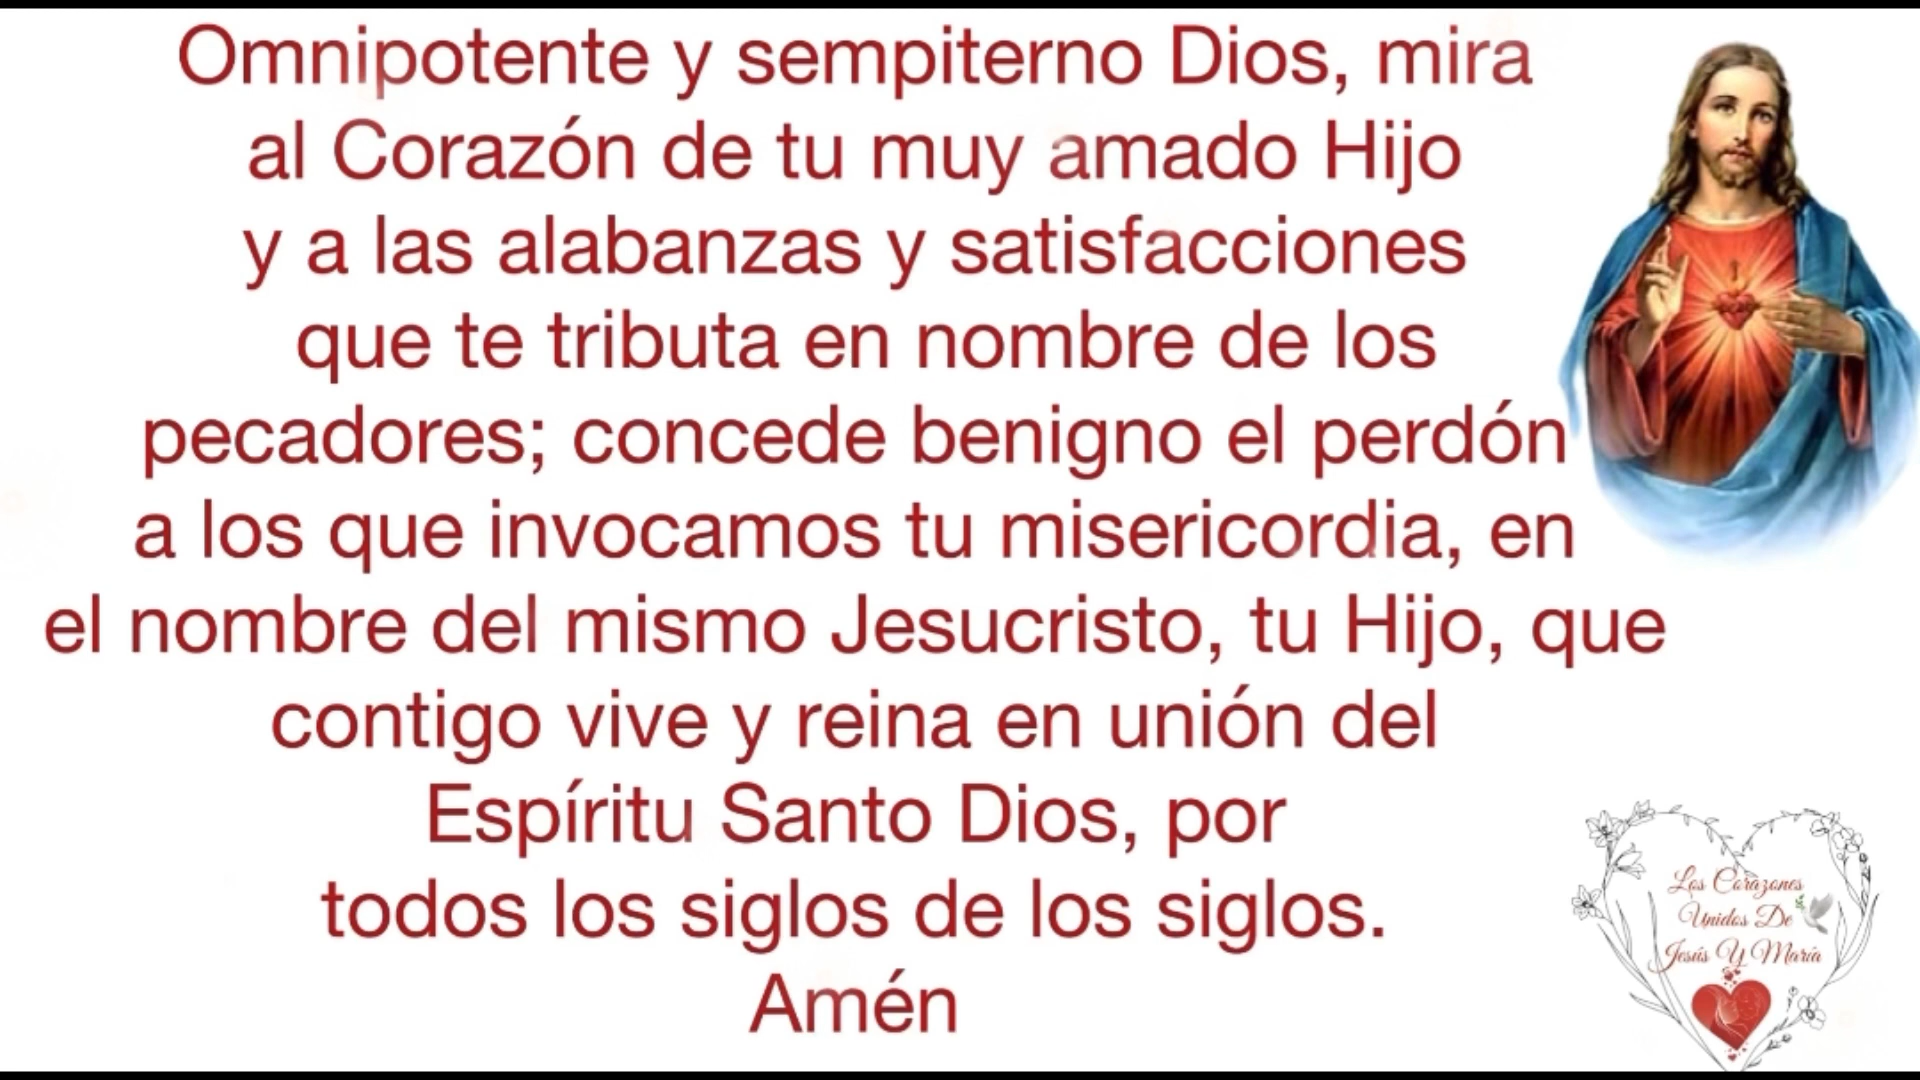 Omnipotente y sempiterno Dios, mira
al Corazón de tu muy amado Hijo
y a las alabanzas y satisfacciones
que te tributa en nombre de los
pecadores; concede benigno el perdón
a los que invocamos tu misericordia, en
el nombre del mismo Jesucristo, tu Hijo, que
contigo vive y reina en unión del
Espíritu Santo Dios, por
todos los siglos de los siglos.
Amén
Los Corazones
Unidos De
Jesús Y María